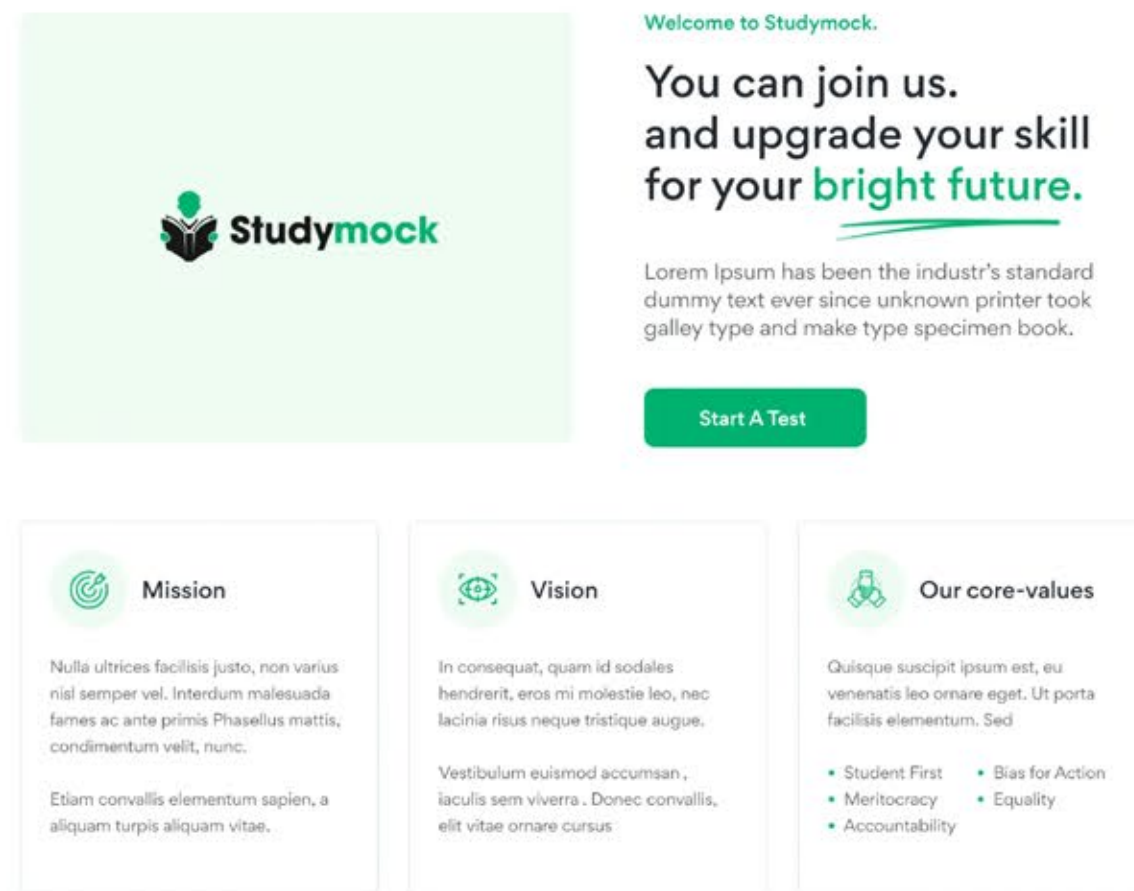 Studymock
Welcome to Studymock.
You can join us.
and upgrade your skill
for your bright future.
Lorem Ipsum has been the industr's standard
dummy text ever since unknown printer took
galley type and make type specimen book.
Start A Test
Mission
Nulla ultrices facilisis justo, non varius
nisl semper vel. Interdum malesuada
fames ac ante primis Phasellus mattis,
condimentum velit, nunc.
Etiam convallis elementum sapien, a
aliquam turpis aliquam vitae.
Vision
In consequat, quam id sodales
hendrerit, eros mi molestie leo, nec
lacinia risus neque tristique augue.
Vestibulum euismod accumsan ,
iaculis sem viverra . Donec convallis,
elit vitae ornare cursus
Our core-values
Quisque suscipit ipsum est, eu
venenatis leo ornare eget. Ut porta
facilisis elementum. Sed
• Student First
• Meritocracy
• Accountability
• Bias for Action
• Equality